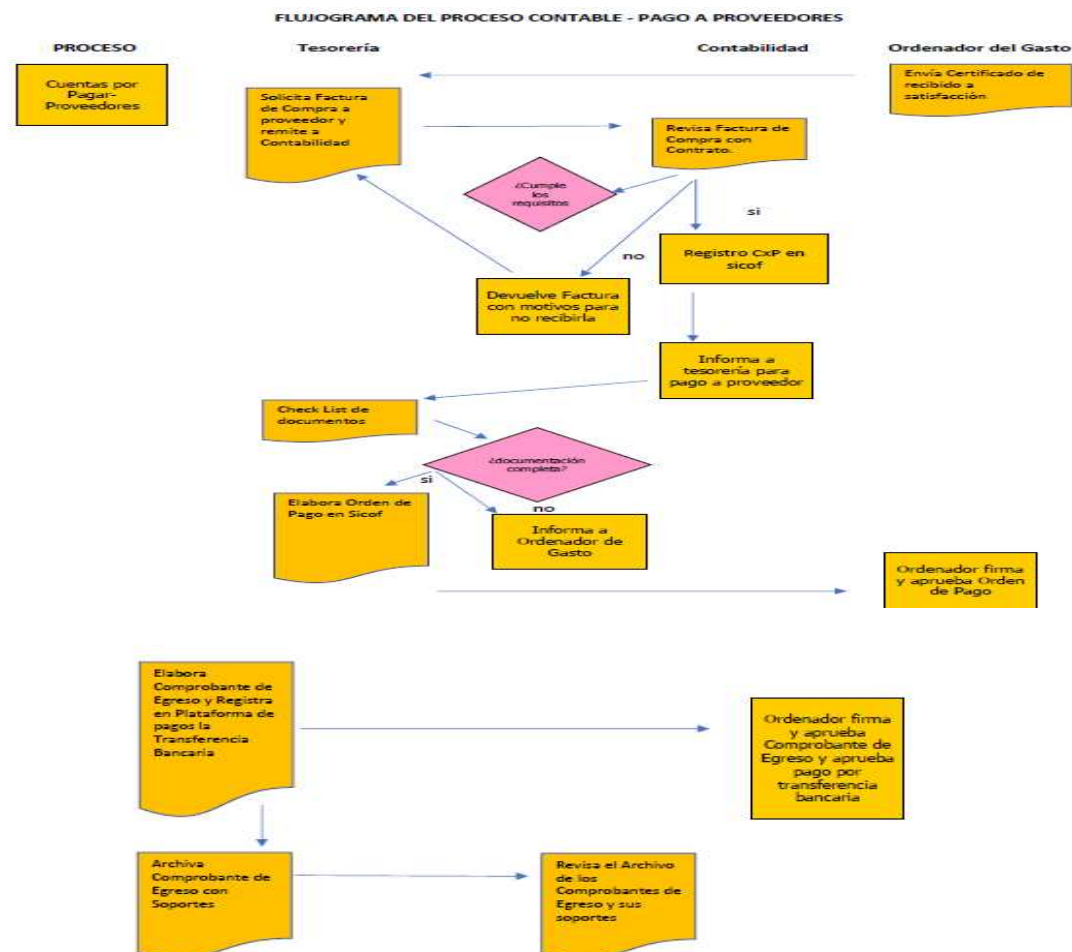 FLUJOGRAMA DEL PROCESO CONTABLE - PAGO A PROVEEDORES
PROCESO
Tesorería
Contabilidad
Ordenador del Gasto
Cuentas por
Pagar-
Proveedores
Solicita Factura
de Compra a
proveedor y
remite a
Contabilidad
Revisa Factura de
Compra con
Contrato.
Envía Certificado de
recibido a
satisfacción
¿Cumple
los
requisitos
si
no
Registro CxP en
sicof
Devuelve Factura
con motivos para
no recibirla
Informa a
tesorería para
pago a proveedor
Check List de
documentos
¿documentación
completa?
si
no
Elabora Orden de
Pago en Sicof
Informa a
Ordenador de
Gasto
Ordenador firma
y aprueba Orden
de Pago
Elabora
Comprobante de
Egreso y Registra
en Plataforma de
pagos la
Transferencia
Bancaria
Ordenador firma
y aprueba
Comprobante de
Egreso y aprueba
pago por
transferencia
bancaria
Archiva
Comprobante de
Egreso con
Soportes
Revisa el Archivo
de los
Comprobantes de
Egreso y sus
soportes